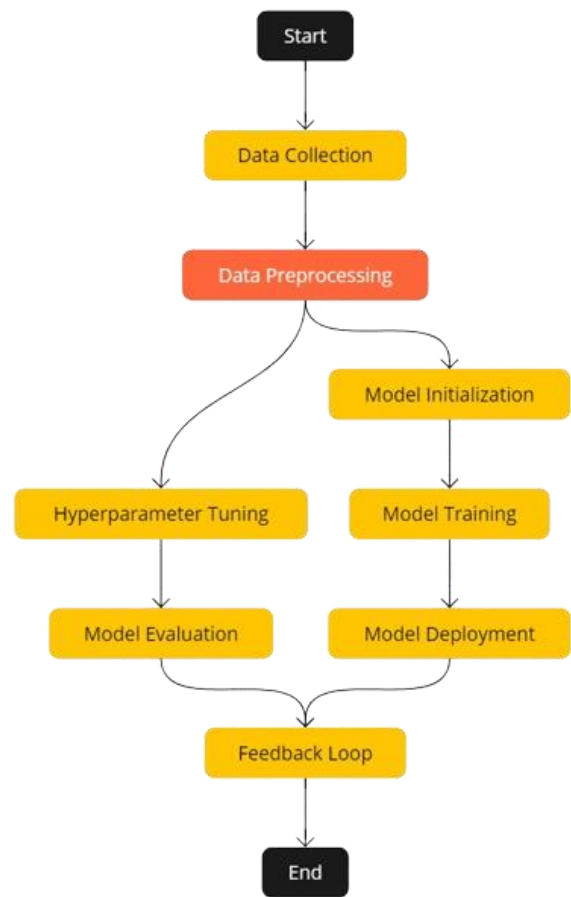 Start
Data Collection
Data Preprocessing
Model Initialization
Hyperparameter Tuning
Model Training
Model Evaluation
Model Deployment
Feedback Loop
End